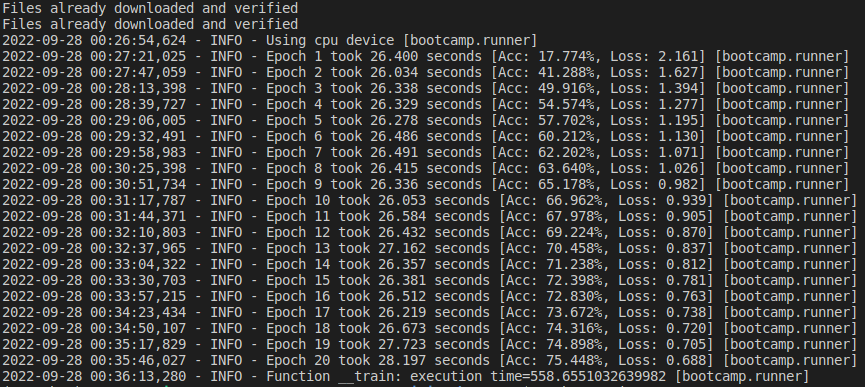 Files already downloaded and verified
Files already downloaded and verified
2022-09-28 00:26:54,624 - INFO - Using cpu device [bootcamp.runner]
2022-09-28 00:27:21,025 - INFO - Epoch 1 took 26.400 seconds [Acc: 17.774%, Loss: 2.161] [bootcamp.runner]
2022-09-28 00:27:47,059 - INFO - Epoch 2 took 26.034 seconds [Acc: 41.288%, Loss: 1.627] [bootcamp.runner]
2022-09-28 00:28:13,398 - INFO - Epoch 3 took 26.338 seconds [Acc: 49.916%, Loss: 1.394] [bootcamp.runner]
2022-09-28 00:28:39,727 - INFO - Epoch 4 took 26.329 seconds [Acc: 54.574%, Loss: 1.277] [bootcamp.runner]
2022-09-28 00:29:06,005 - INFO - Epoch 5 took 26.278 seconds [Acc: 57.702%, Loss: 1.195] [bootcamp.runner]
2022-09-28 00:29:32,491 - INFO - Epoch 6 took 26.486 seconds [Acc: 60.212%, Loss: 1.130] [bootcamp.runner]
2022-09-28 00:29:58,983 - INFO - Epoch 7 took 26.491 seconds [Acc: 62.202%, Loss: 1.071] [bootcamp.runner]
2022-09-28 00:30:25,398 - INFO - Epoch 8 took 26.415 seconds [Acc: 63.640%, Loss: 1.026] [bootcamp.runner]
2022-09-28 00:30:51,734 - INFO - Epoch 9 took 26.336 seconds [Acc: 65.178%, Loss: 0.982] [bootcamp.runner]
2022-09-28 00:31:17,787 - INFO - Epoch 10 took 26.053 seconds [Acc: 66.962%, Loss: 0.939] [bootcamp.runner]
2022-09-28 00:31:44,371 - INFO - Epoch 11 took 26.584 seconds [Acc: 67.978%, Loss: 0.905] [bootcamp.runner]
2022-09-28 00:32:10,803 - INFO - Epoch 12 took 26.432 seconds [Acc: 69.224%, Loss: 0.870] [bootcamp.runner]
2022-09-28 00:32:37,965 - INFO - Epoch 13 took 27.162 seconds [Acc: 70.458%, Loss: 0.837] [bootcamp.runner]
2022-09-28 00:33:04,322 - INFO - Epoch 14 took 26.357 seconds [Acc: 71.238%, Loss: 0.812] [bootcamp.runner]
2022-09-28 00:33:30,703 - INFO - Epoch 15 took 26.381 seconds [Acc: 72.398%, Loss: 0.781] [bootcamp.runner]
2022-09-28 00:33:57,215 - INFO - Epoch 16 took 26.512 seconds [Acc: 72.830%, Loss: 0.763] [bootcamp.runner]
2022-09-28 00:34:23,434 - INFO - Epoch 17 took 26.219 seconds [Acc: 73.672%, Loss: 0.738] [bootcamp.runner]
2022-09-28 00:34:50,107 - INFO - Epoch 18 took 26.673 seconds [Acc: 74.316%, Loss: 0.720] [bootcamp.runner]
2022-09-28 00:35:17,829 - INFO - Epoch 19 took 27.723 seconds [Acc: 74.898%, Loss: 0.705] [bootcamp.runner]
2022-09-28 00:35:46,027 - INFO - Epoch 20 took 28.197 seconds [Acc: 75.448%, Loss: 0.688] [bootcamp.runner]
2022-09-28 00:36:13,280 - INFO - Function __train: execution time=558.6551032639982 [bootcamp.runner]